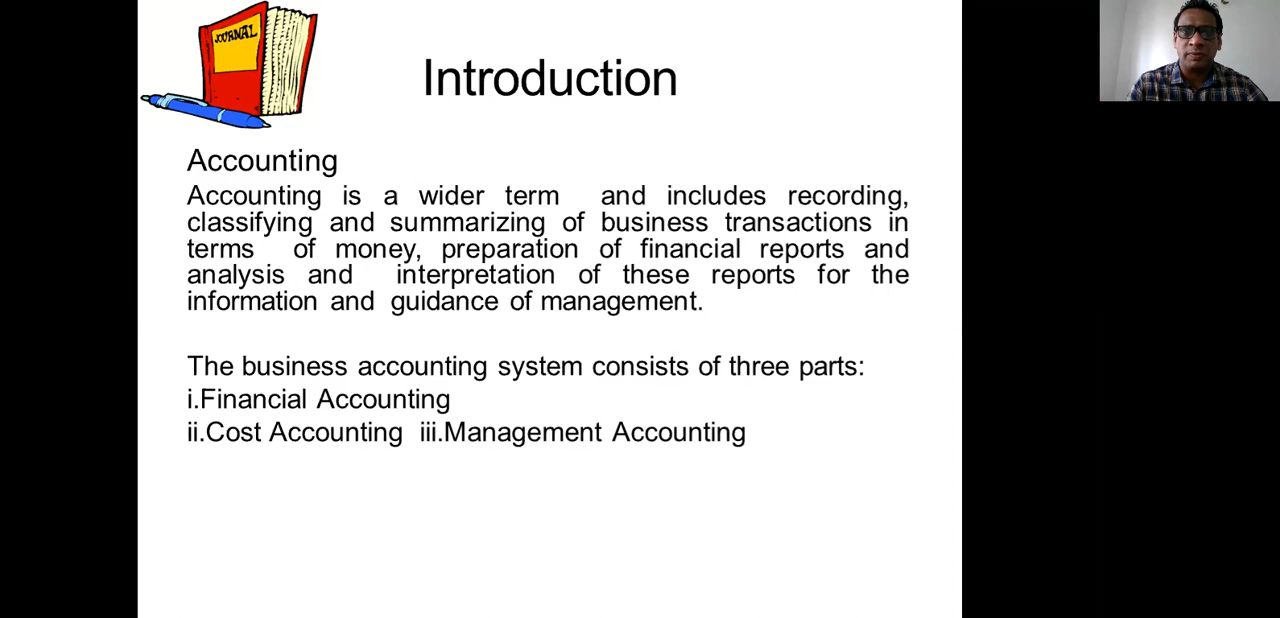 JOURNAL
Introduction
Accounting
Accounting is a wider term and includes recording,
classifying and summarizing of business transactions in
terms of money, preparation of financial reports and
analysis and interpretation of these reports for the
information and guidance of management.
The business accounting system consists of three parts:
i.Financial Accounting
ii.Cost Accounting iii.Management Accounting